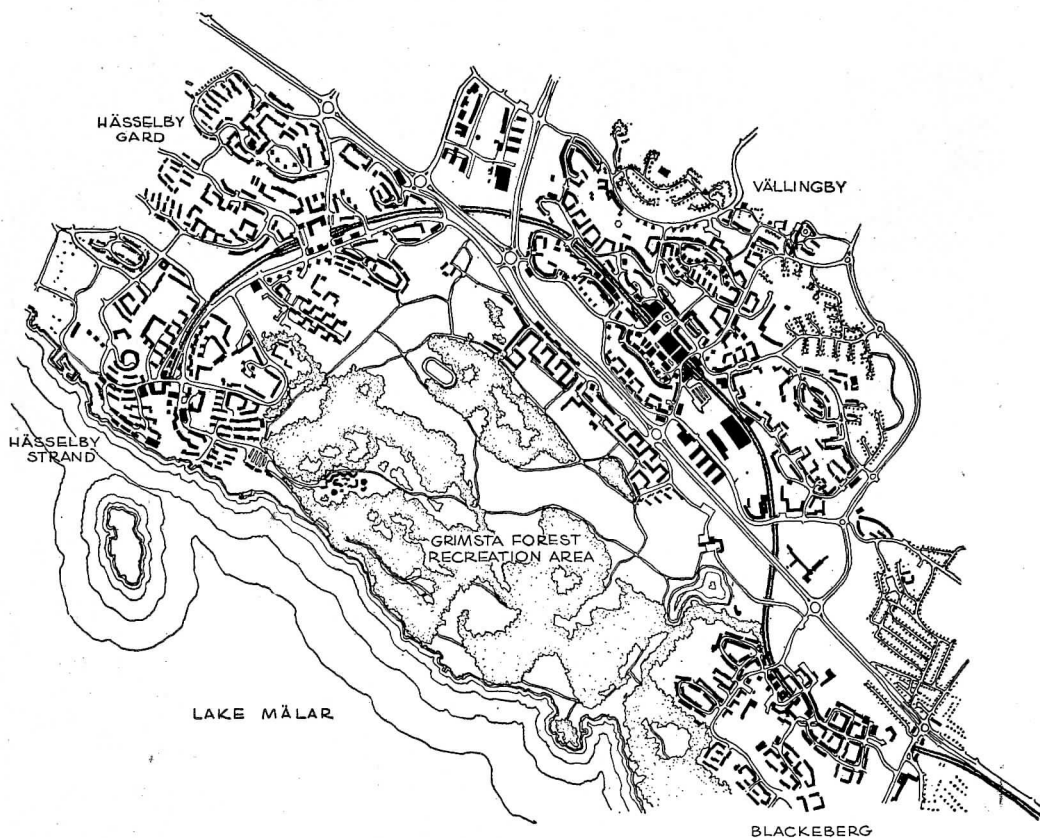 HÄSSELBY
GARD
VÄLLINGBY
HÄSSELBY
STRAND
GRIMSTA FOREST
RECREATION AREA
LAKE MÄLAR
BLACKEBERG